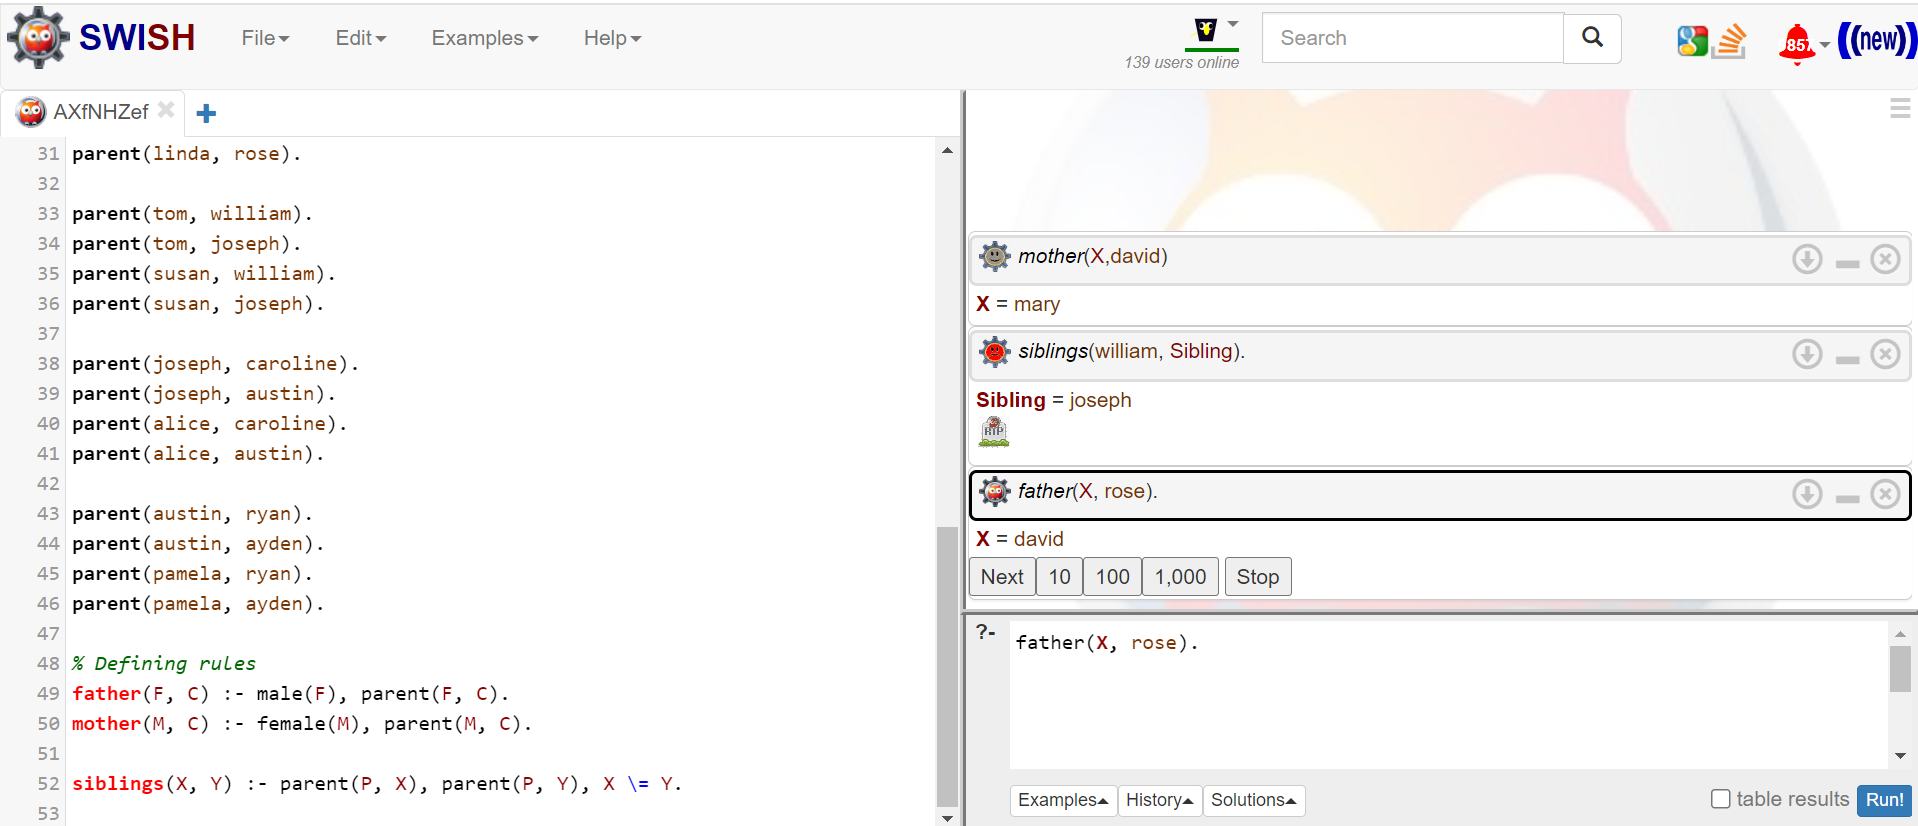 SWISH File Edit Examples Help 139 users online Search 857 ((new))
AXfNHZef
31 parent(linda, rose).
32
33 parent(tom, william).
34 parent(tom, joseph).
35 parent(susan, william).
36 parent(susan, joseph).
37
38 parent(joseph, caroline).
39 parent(joseph, austin).
40 parent(alice, caroline).
41 parent(alice, austin).
42
43 parent(austin, ryan).
44 parent(austin, ayden).
45 parent(pamela, ryan).
46 parent(pamela, ayden).
47
48 % Defining rules
49 father(F, C) :- male(F), parent(F, C).
50 mother(M, C) :- female(M), parent(M, C).
51
52 siblings(X, Y) :- parent(P, X), parent(P, Y), X \= Y.
53
mother(X,david)
X = mary
siblings(william, Sibling).
Sibling = joseph
RIP
father(X, rose).
X = david
Next 10 100 1,000 Stop
?- father(X, rose).
Examples History Solutions table results Run!